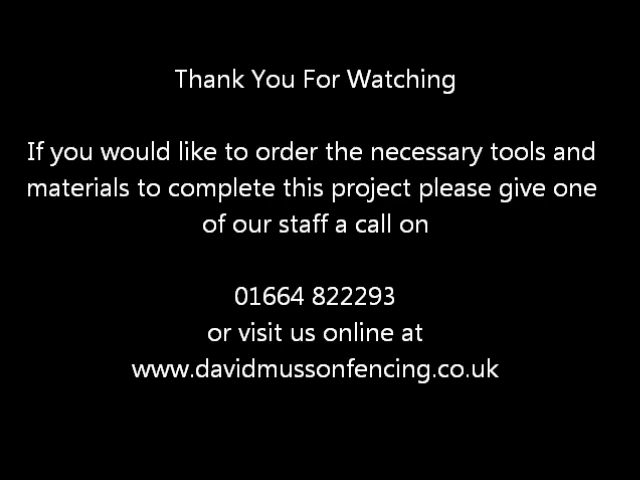 Thank You For Watching
If you would like to order the necessary tools and
materials to complete this project please give one
of our staff a call on
01664 822293
or visit us online at
www.davidmussonfencing.co.uk